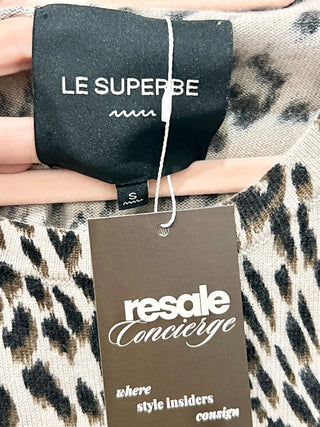 LE SUPERBE
S
resale
Concierge
where
style insiders
consign